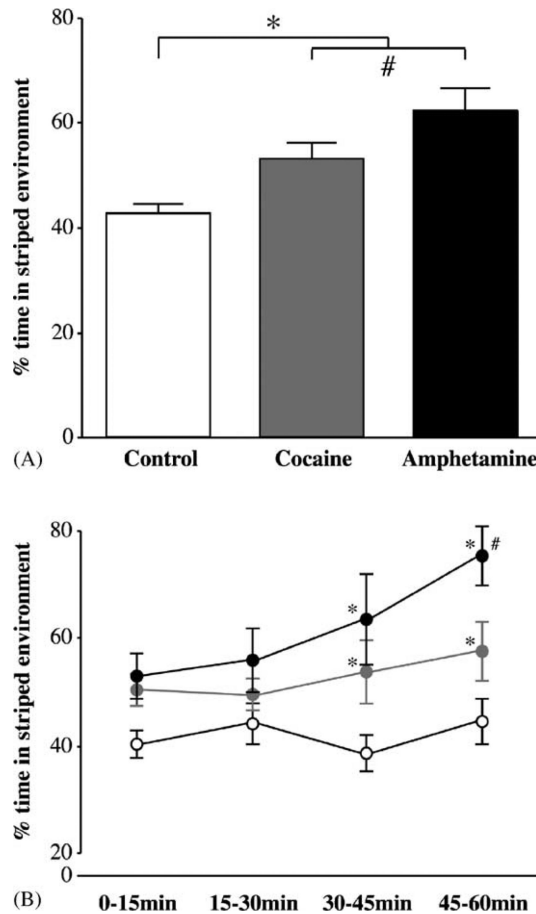 80
*
#
60
40
20
0
% time in striped environment
(A)
Control Cocaine Amphetamine
80
* #
60
*
*
*
40
20
0
% time in striped environment
(B)
0-15min 15-30min 30-45min 45-60min